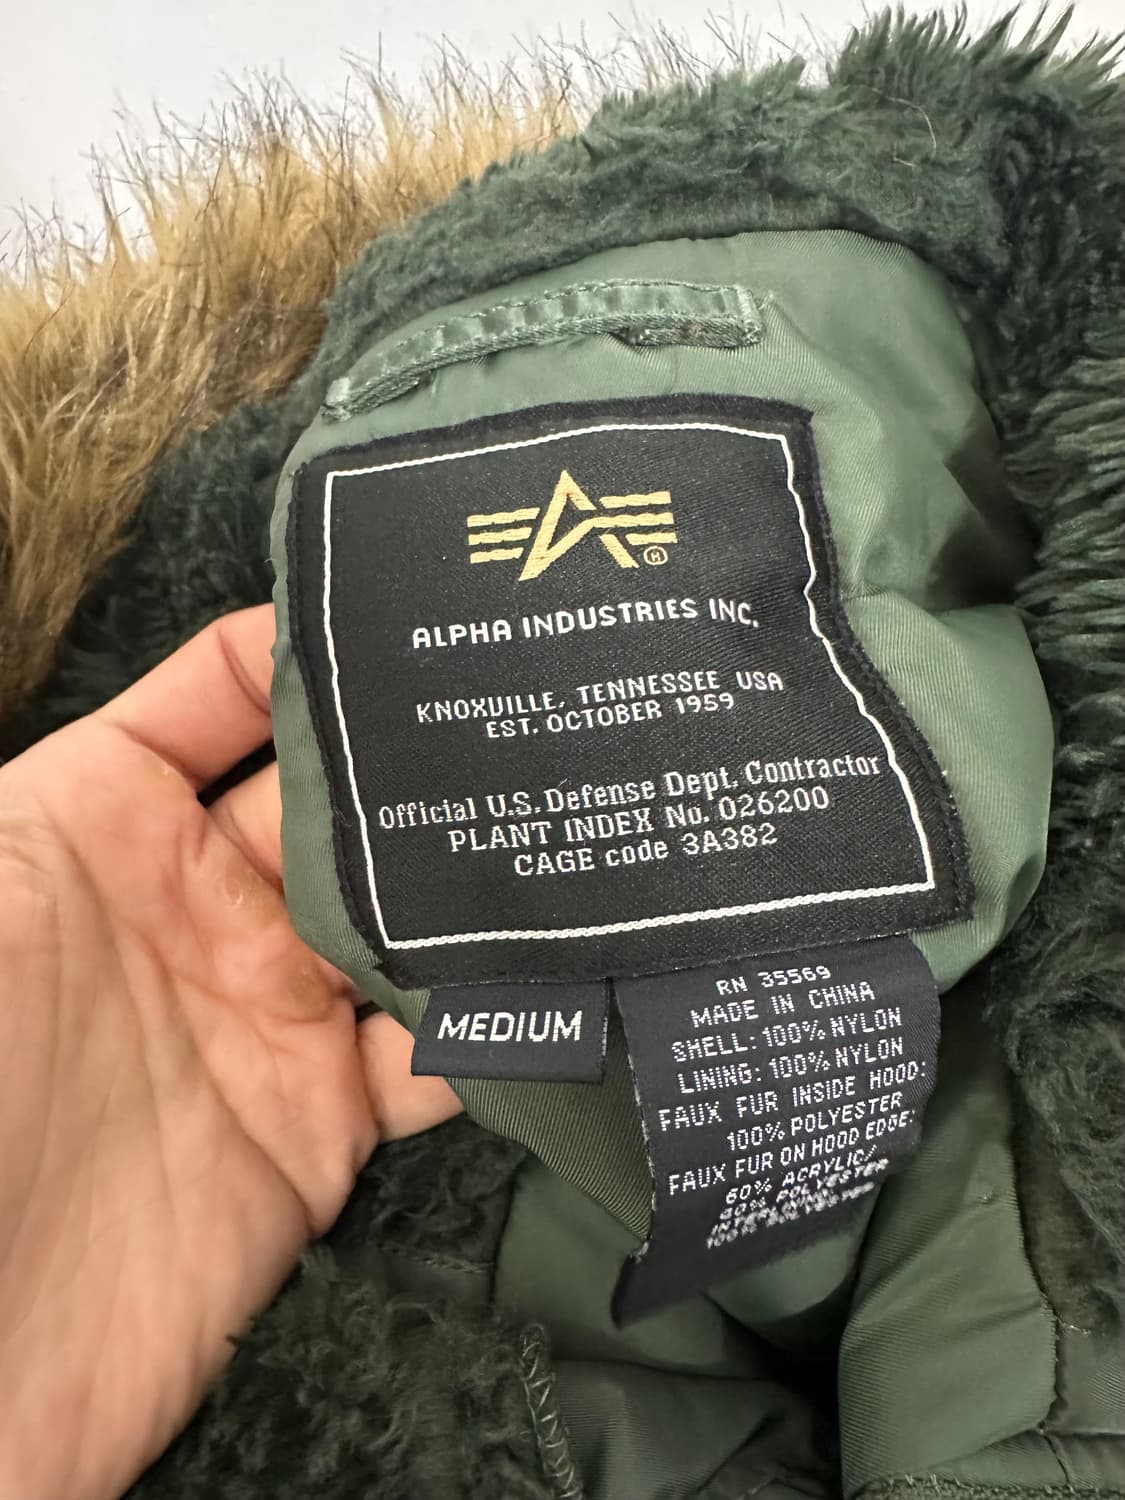 ALPHA INDUSTRIES INC.
KNOXVILLE, TENNESSEE USA
EST. OCTOBER 1959
Official U.S. Defense Dept. Contractor
PLANT INDEX No. 026200
CAGE code 3A382
MEDIUM
RN 35569
MADE IN CHINA
SHELL: 100% NYLON
LINING: 100% NYLON
FAUX FUR INSIDE HOOD:
100% POLYESTER
FAUX FUR ON HOOD EDGE:
60% ACRYLIC/
40% POLYESTER
100% POLYESTER